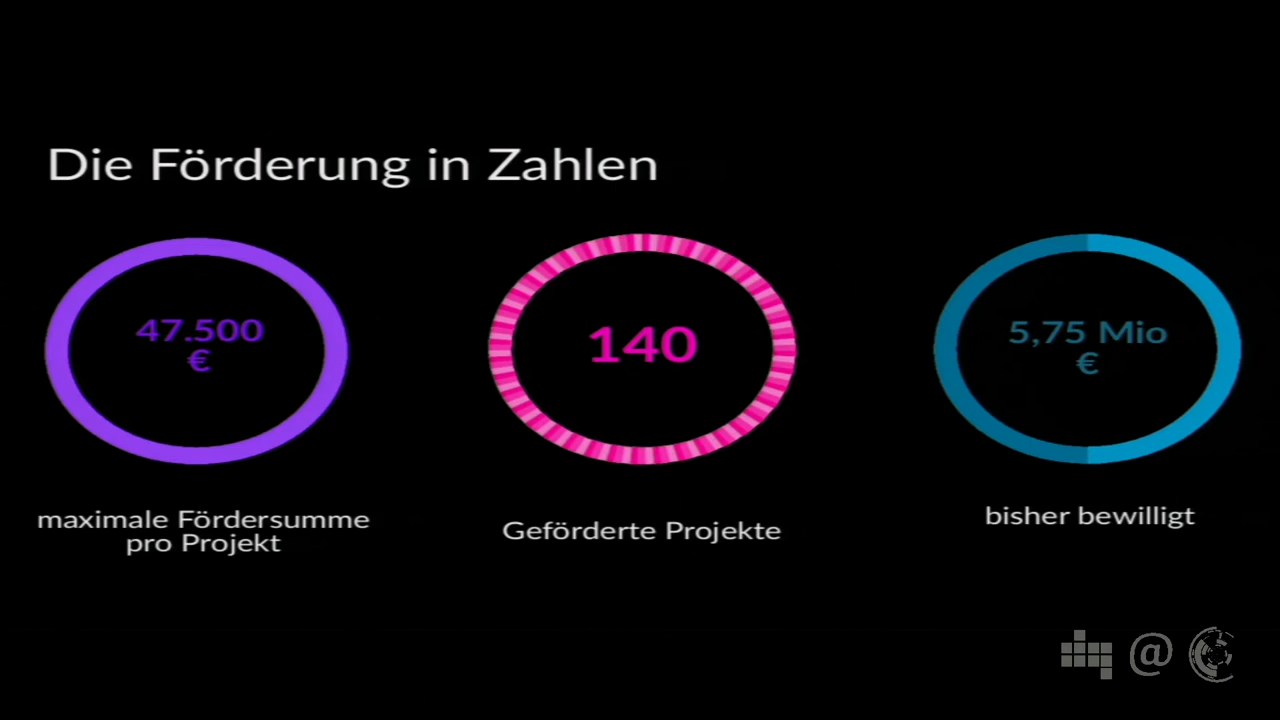 Die Förderung in Zahlen
47.500
€
140
5,75 Mio
€
maximale Fördersumme
pro Projekt
Geförderte Projekte
bisher bewilligt
@